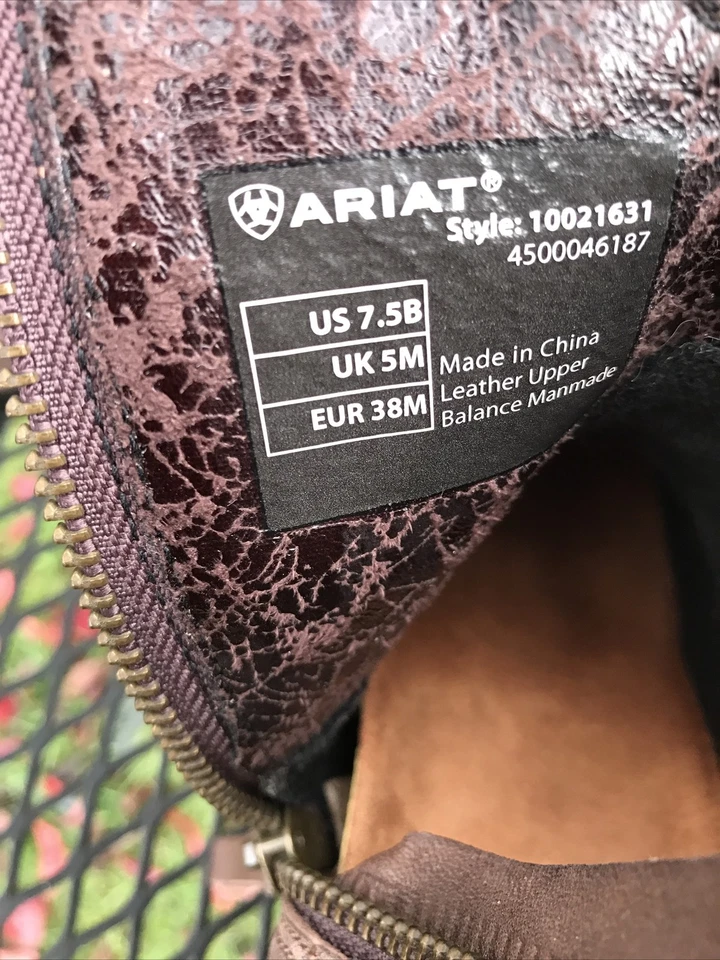 ARIAT®
Style: 10021631
4500046187
US 7.5B
UK 5M
EUR 38M
Made in China
Leather Upper
Balance Manmade